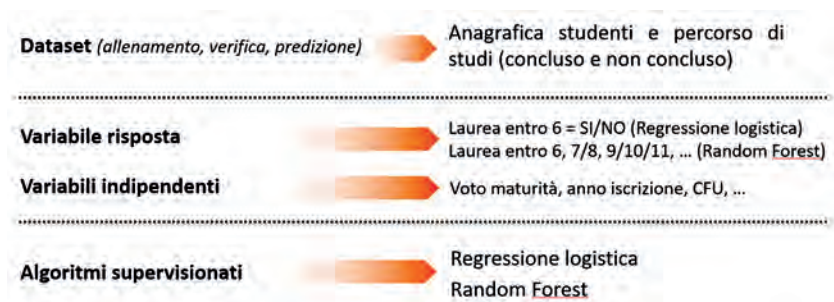 Dataset (allenamento, verifica, predizione)
Anagrafica studenti e percorso di
studi (concluso e non concluso)
Variabile risposta
Laurea entro 6 = SI/NO (Regressione logistica)
Laurea entro 6, 7/8, 9/10/11, ... (Random Forest)
Variabili indipendenti
Voto maturità, anno iscrizione, CFU, ...
Algoritmi supervisionati
Regressione logistica
Random Forest